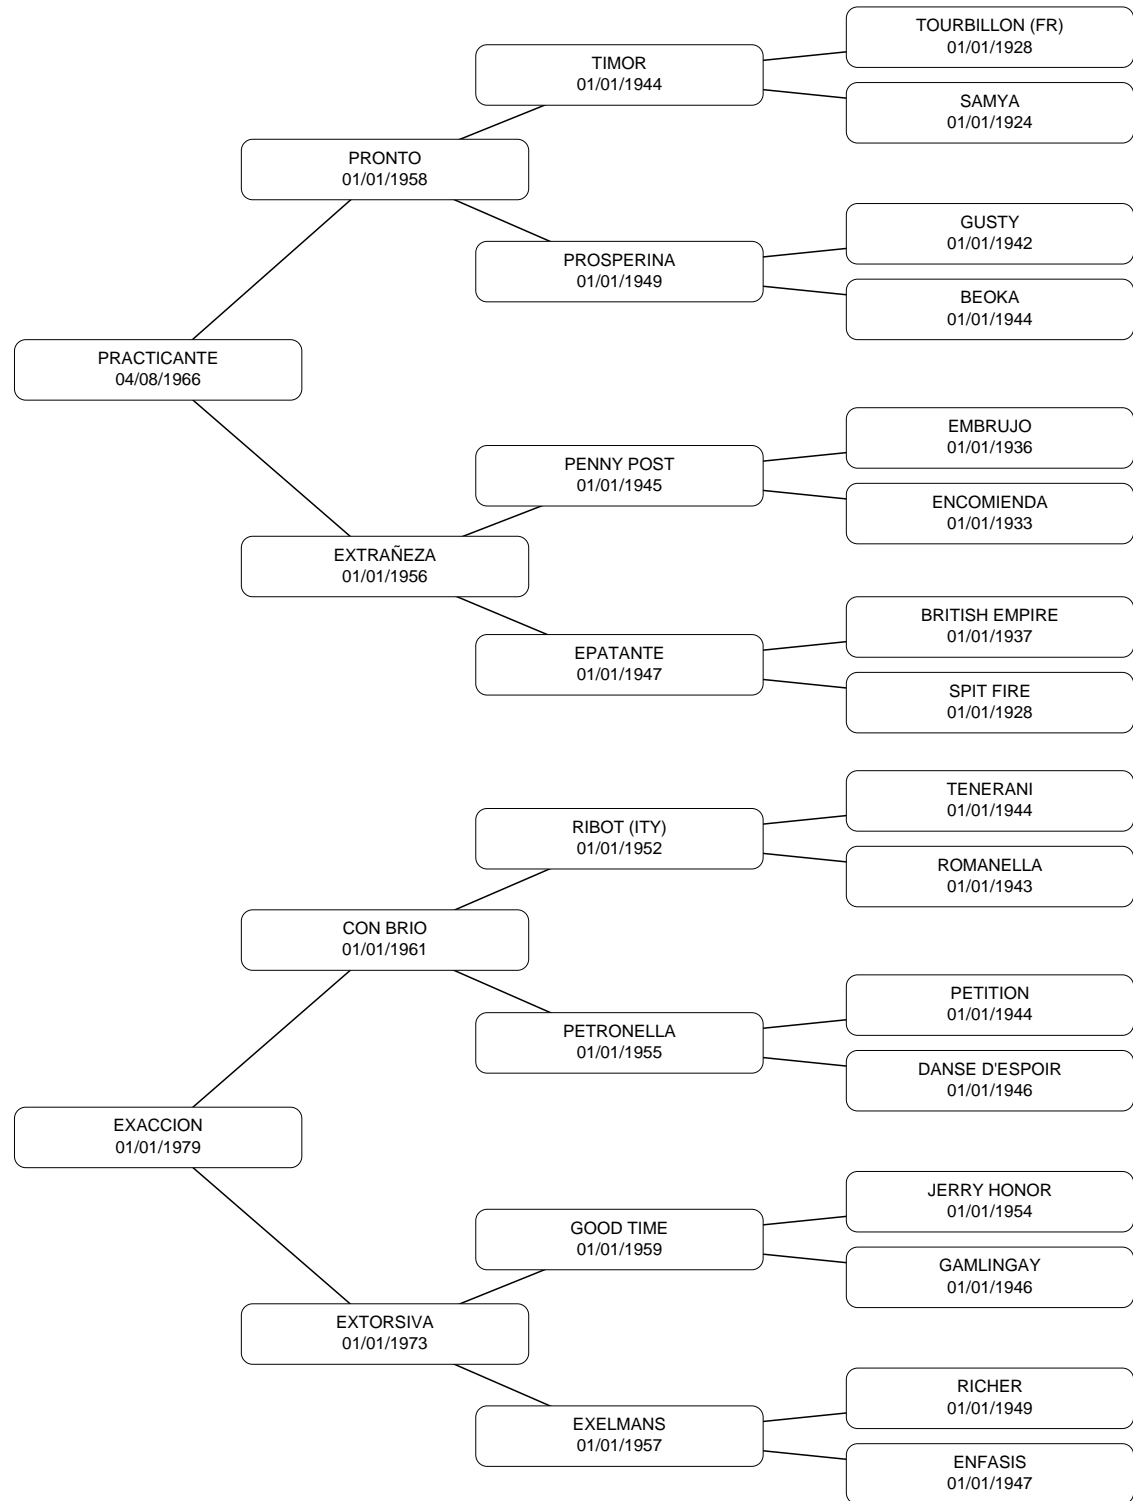 TOURBILLON (FR)
01/01/1928
TIMOR
01/01/1944
SAMYA
01/01/1924
PRONTO
01/01/1958
GUSTY
01/01/1942
PROSPERINA
01/01/1949
BEOKA
01/01/1944
PRACTICANTE
04/08/1966
EMBRUJO
01/01/1936
PENNY POST
01/01/1945
ENCOMIENDA
01/01/1933
EXTRAÑEZA
01/01/1956
BRITISH EMPIRE
01/01/1937
EPATANTE
01/01/1947
SPIT FIRE
01/01/1928
TENERANI
01/01/1944
RIBOT (ITY)
01/01/1952
ROMANELLA
01/01/1943
CON BRIO
01/01/1961
PETITION
01/01/1944
PETRONELLA
01/01/1955
DANSE D'ESPOIR
01/01/1946
EXACCION
01/01/1979
JERRY HONOR
01/01/1954
GOOD TIME
01/01/1959
GAMLINGAY
01/01/1946
EXTORSIVA
01/01/1973
RICHER
01/01/1949
EXELMANS
01/01/1957
ENFASIS
01/01/1947